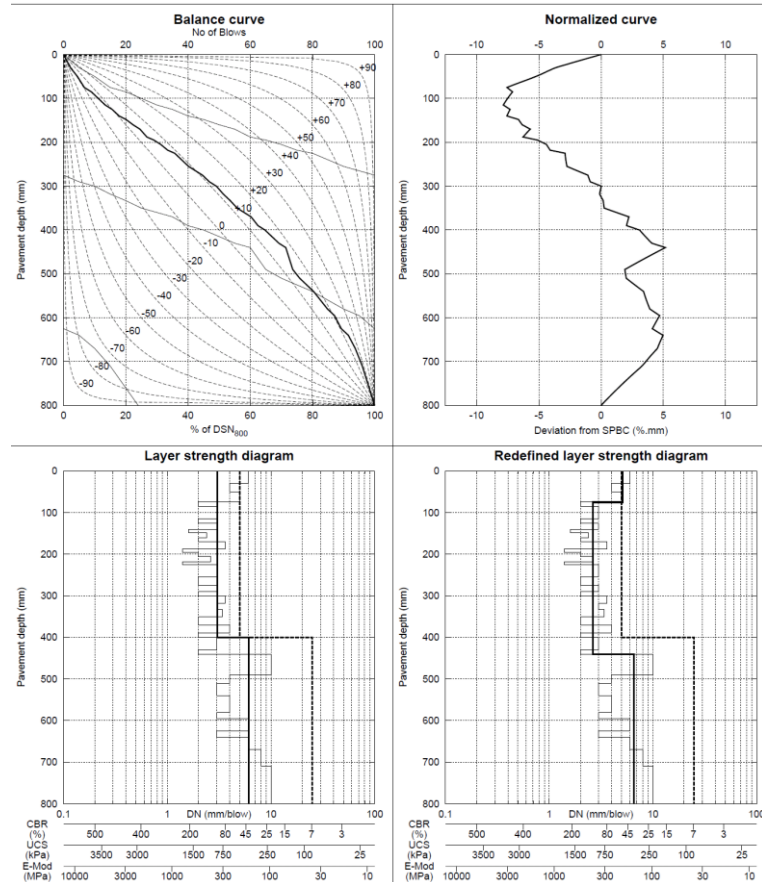 Balance curve
No of Blows
0 20 40 60 80 100
0
100
200
300
400
500
600
700
800
Pavement depth (mm)
+90
+80
+70
+60
+50
+40
+30
+20
+10
0
-10
-20
-30
-40
-50
-60
-70
-80
-90
0 20 40 60 80 100
% of DSN800
Normalized curve
-10 -5 0 5 10
0
100
200
300
400
500
600
700
800
Pavement depth (mm)
-10 -5 0 5 10
Deviation from SPBC (%.mm)
Layer strength diagram
0
100
200
300
400
500
600
700
800
Pavement depth (mm)
0.1 1 10 100
DN (mm/blow)
CBR (%) 500 400 200 80 45 25 15 7 3
UCS (kPa) 3500 3000 1500 750 250 100 25
E-Mod (MPa) 10000 3000 1000 300 100 30 10
Redefined layer strength diagram
0
100
200
300
400
500
600
700
800
Pavement depth (mm)
0.1 1 10 100
DN (mm/blow)
CBR (%) 500 400 200 80 45 25 15 7 3
UCS (kPa) 3500 3000 1500 750 250 100 25
E-Mod (MPa) 10000 3000 1000 300 100 30 10